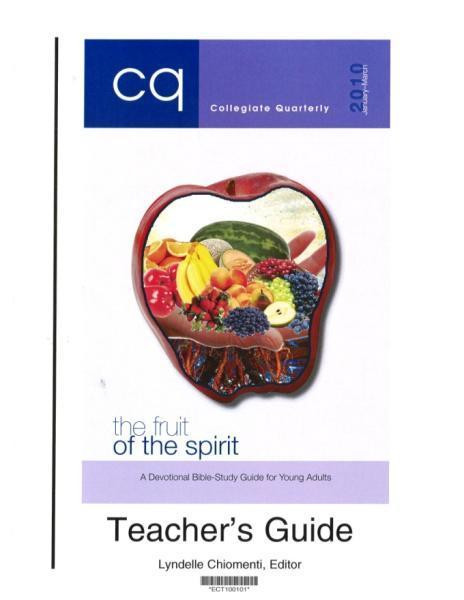 cq
Collegiate Quarterly
2010
January–March
the fruit
of the spirit
A Devotional Bible-Study Guide for Young Adults
Teacher's Guide
Lyndelle Chiomenti, Editor
*ECT100101*